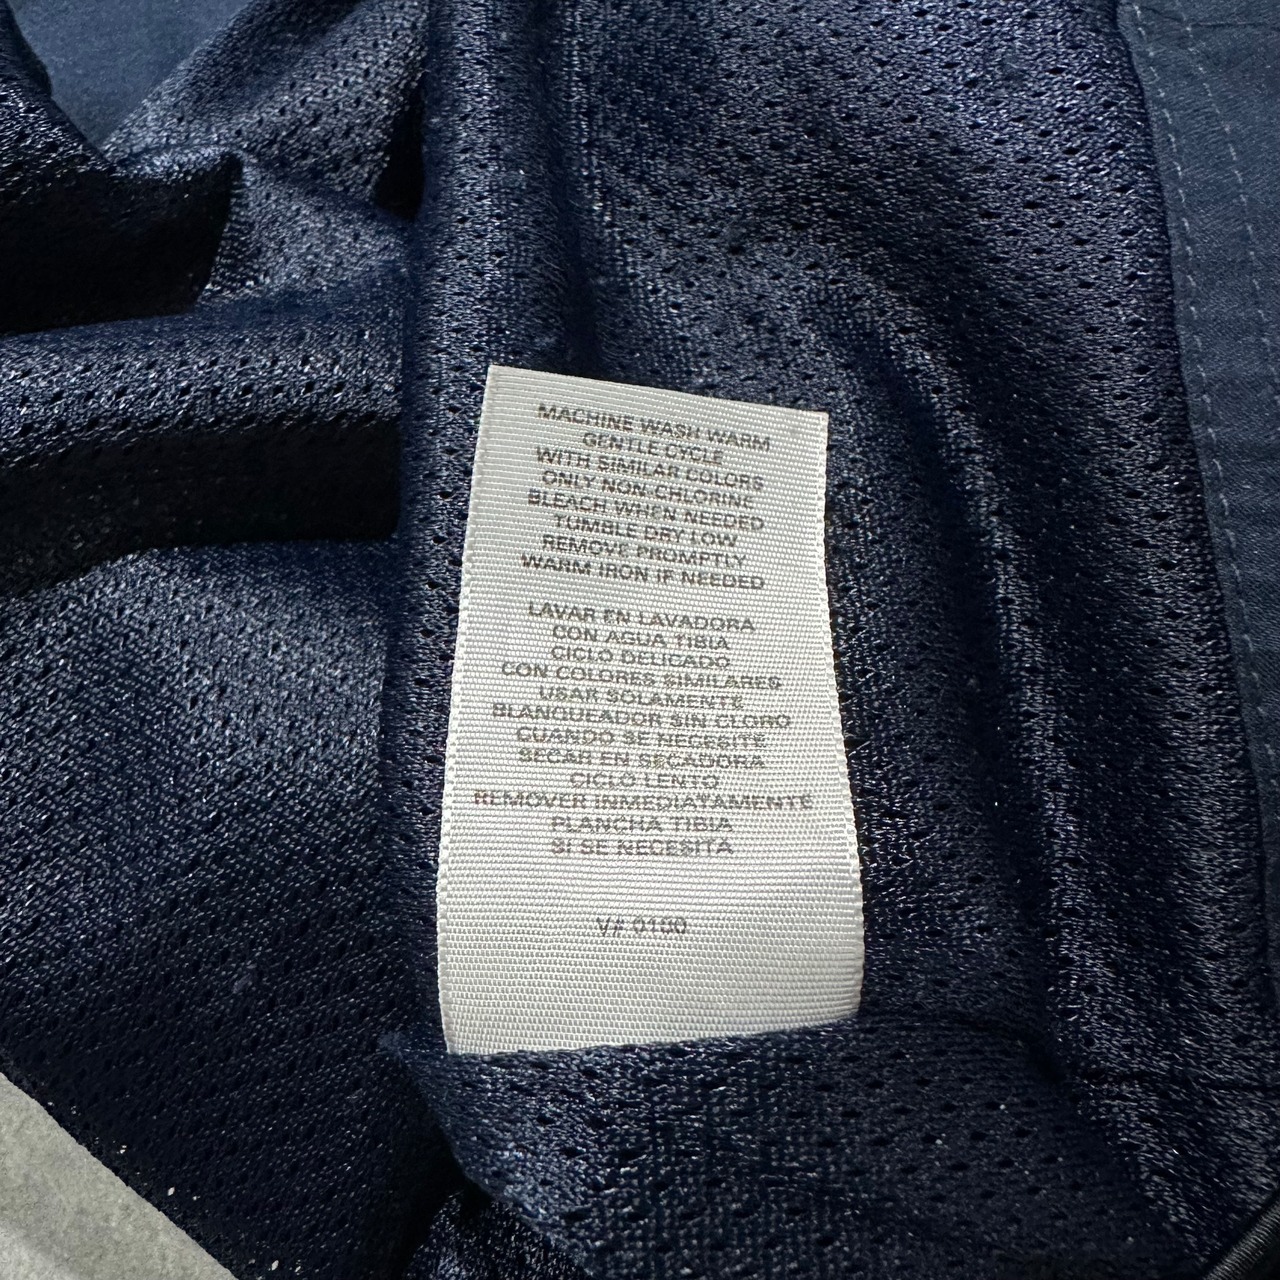 MACHINE WASH WARM
GENTLE CYCLE
WITH SIMILAR COLORS
ONLY NON-CHLORINE
BLEACH WHEN NEEDED
TUMBLE DRY LOW
REMOVE PROMPTLY
WARM IRON IF NEEDED
LAVAR EN LAVADORA
CON AGUA TIBIA
CICLO DELICADO
CON COLORES SIMILARES
USAR SOLAMENTE
BLANQUEADOR SIN CLORO
CUANDO SE NECESITE
SECAR EN SECADORA
CICLO LENTO
REMOVER INMEDIATAMENTE
PLANCHA TIBIA
SI SE NECESITA
V#